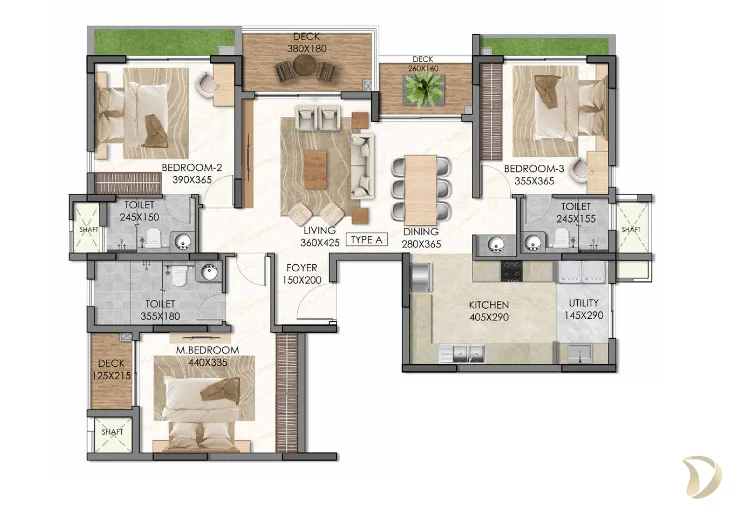 DECK
380X180
DECK
260X160
BEDROOM-2
390X365
BEDROOM-3
355X365
TOILET
245X150
SHAFT
LIVING
360X425
TYPE A
DINING
280X365
TOILET
245X155
SHAFT
FOYER
150X200
TOILET
355X180
KITCHEN
405X290
UTILITY
145X290
M.BEDROOM
440X335
DECK
125X215
SHAFT